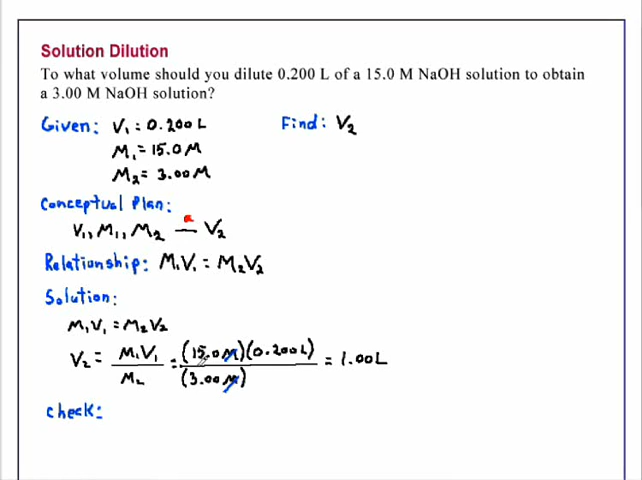 Solution Dilution
To what volume should you dilute 0.200 L of a 15.0 M NaOH solution to obtain
a 3.00 M NaOH solution?
Given: V₁ = 0.200 L Find: V₂
M₁ = 15.0 M
M₂ = 3.00 M
Conceptual Plan:
V₁, M₁, M₂ — V₂
Relationship: M₁V₁ = M₂V₂
Solution:
M₁V₁ = M₂V₂
V₂ = M₁V₁ / M₂ = (15.0 M)(0.200 L) / (3.00 M) = 1.00 L
check: